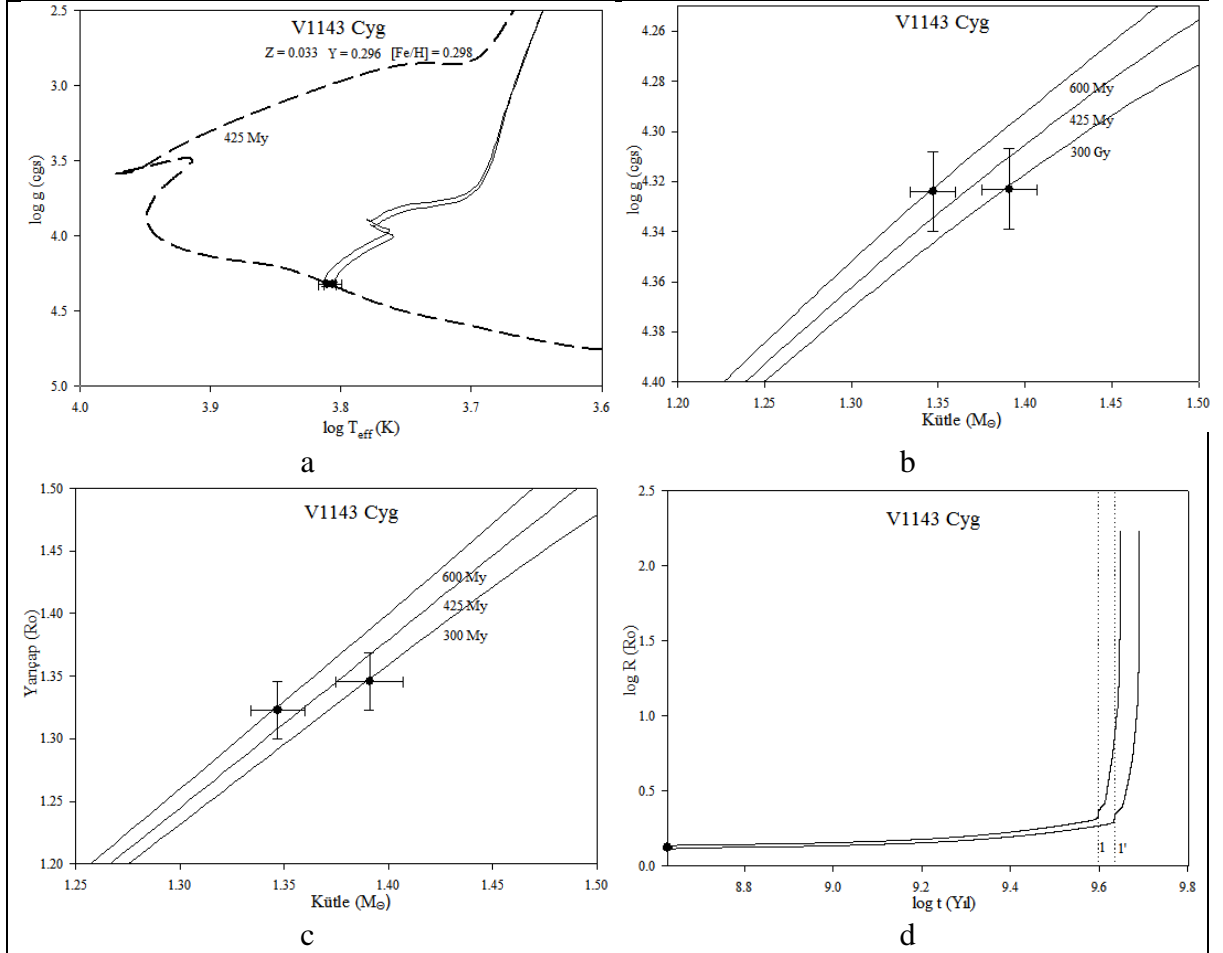 V1143 Cyg
Z = 0.033 Y = 0.296 [Fe/H] = 0.298
425 My
log g (cgs)
2.5
3.0
3.5
4.0
4.5
5.0
4.0 3.9 3.8 3.7 3.6
log T_eff (K)
a
V1143 Cyg
600 My
425 My
300 Gy
log g (cgs)
4.26
4.28
4.30
4.32
4.34
4.36
4.38
4.40
1.20 1.25 1.30 1.35 1.40 1.45 1.50
Kütle (M☉)
b
V1143 Cyg
600 My
425 My
300 My
Yarıçap (Ro)
1.50
1.45
1.40
1.35
1.30
1.25
1.20
1.25 1.30 1.35 1.40 1.45 1.50
Kütle (M☉)
c
V1143 Cyg
log R (Ro)
2.5
2.0
1.5
1.0
0.5
0.0
1 1'
8.8 9.0 9.2 9.4 9.6 9.8
log t (Yıl)
d